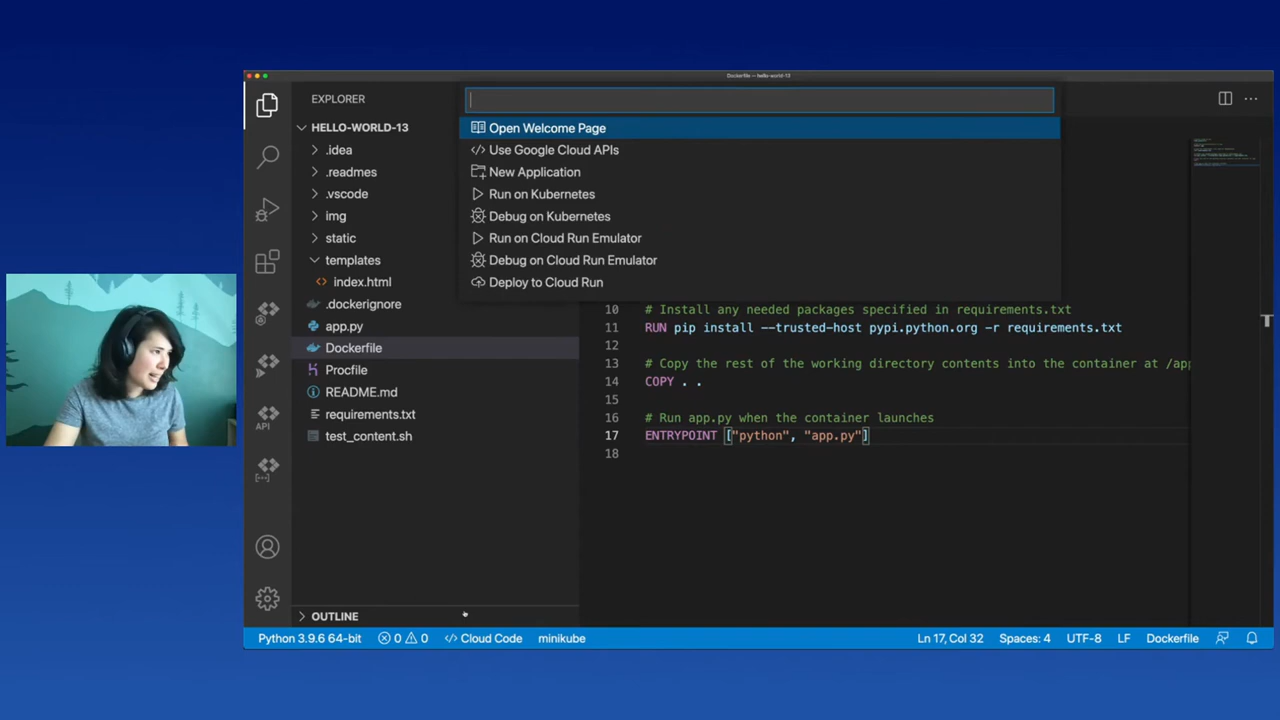 Dockerfile — hello-world-13
EXPLORER
HELLO-WORLD-13
.idea
.readmes
.vscode
img
static
templates
index.html
.dockerignore
app.py
Dockerfile
Procfile
README.md
requirements.txt
test_content.sh
OUTLINE
API
Open Welcome Page
Use Google Cloud APIs
New Application
Run on Kubernetes
Debug on Kubernetes
Run on Cloud Run Emulator
Debug on Cloud Run Emulator
Deploy to Cloud Run
10 # Install any needed packages specified in requirements.txt
11 RUN pip install --trusted-host pypi.python.org -r requirements.txt
12
13 # Copy the rest of the working directory contents into the container at /app
14 COPY . .
15
16 # Run app.py when the container launches
17 ENTRYPOINT ["python", "app.py"]
18
Python 3.9.6 64-bit 0 0 Cloud Code minikube Ln 17, Col 32 Spaces: 4 UTF-8 LF Dockerfile